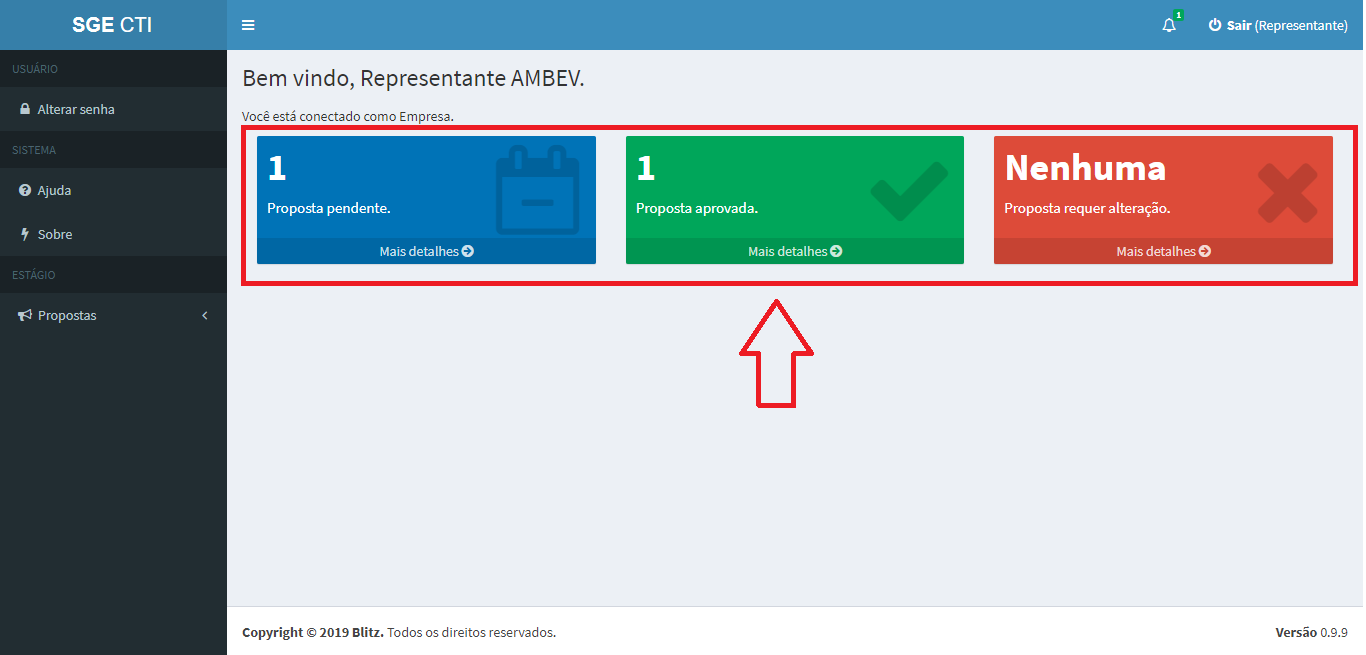 SGE CTI
1
Sair (Representante)
USUÁRIO
Alterar senha
SISTEMA
Ajuda
Sobre
ESTÁGIO
Propostas
Bem vindo, Representante AMBEV.
Você está conectado como Empresa.
1
Proposta pendente.
Mais detalhes
1
Proposta aprovada.
Mais detalhes
Nenhuma
Proposta requer alteração.
Mais detalhes
Copyright © 2019 Blitz. Todos os direitos reservados.
Versão 0.9.9